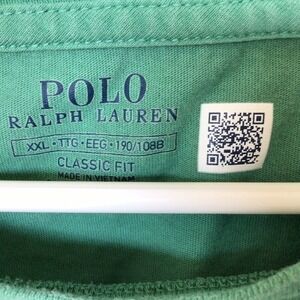 POLO
RALPH LAUREN
XXL • TTG • EEG • 190/108B
CLASSIC FIT
MADE IN VIETNAM